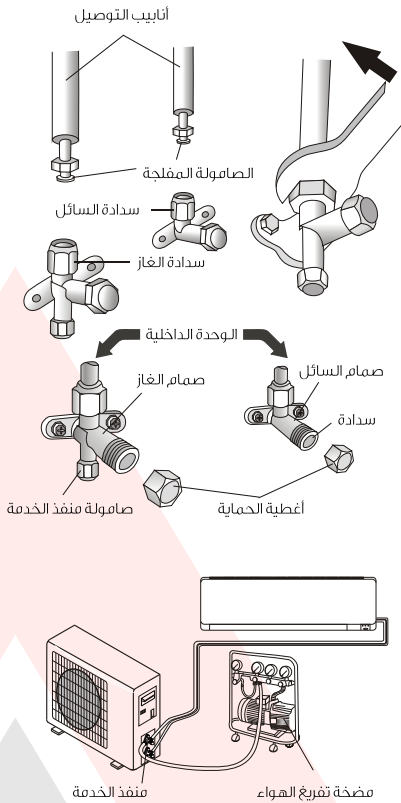 أنابيب التوصيل
الصامولة المفلجة
سدادة السائل
سدادة الغاز
الوحدة الداخلية
صمام السائل
صمام الغاز
سدادة
أغطية الحماية
صامولة منفذ الخدمة
مضخة تفريغ الهواء
منفذ الخدمة